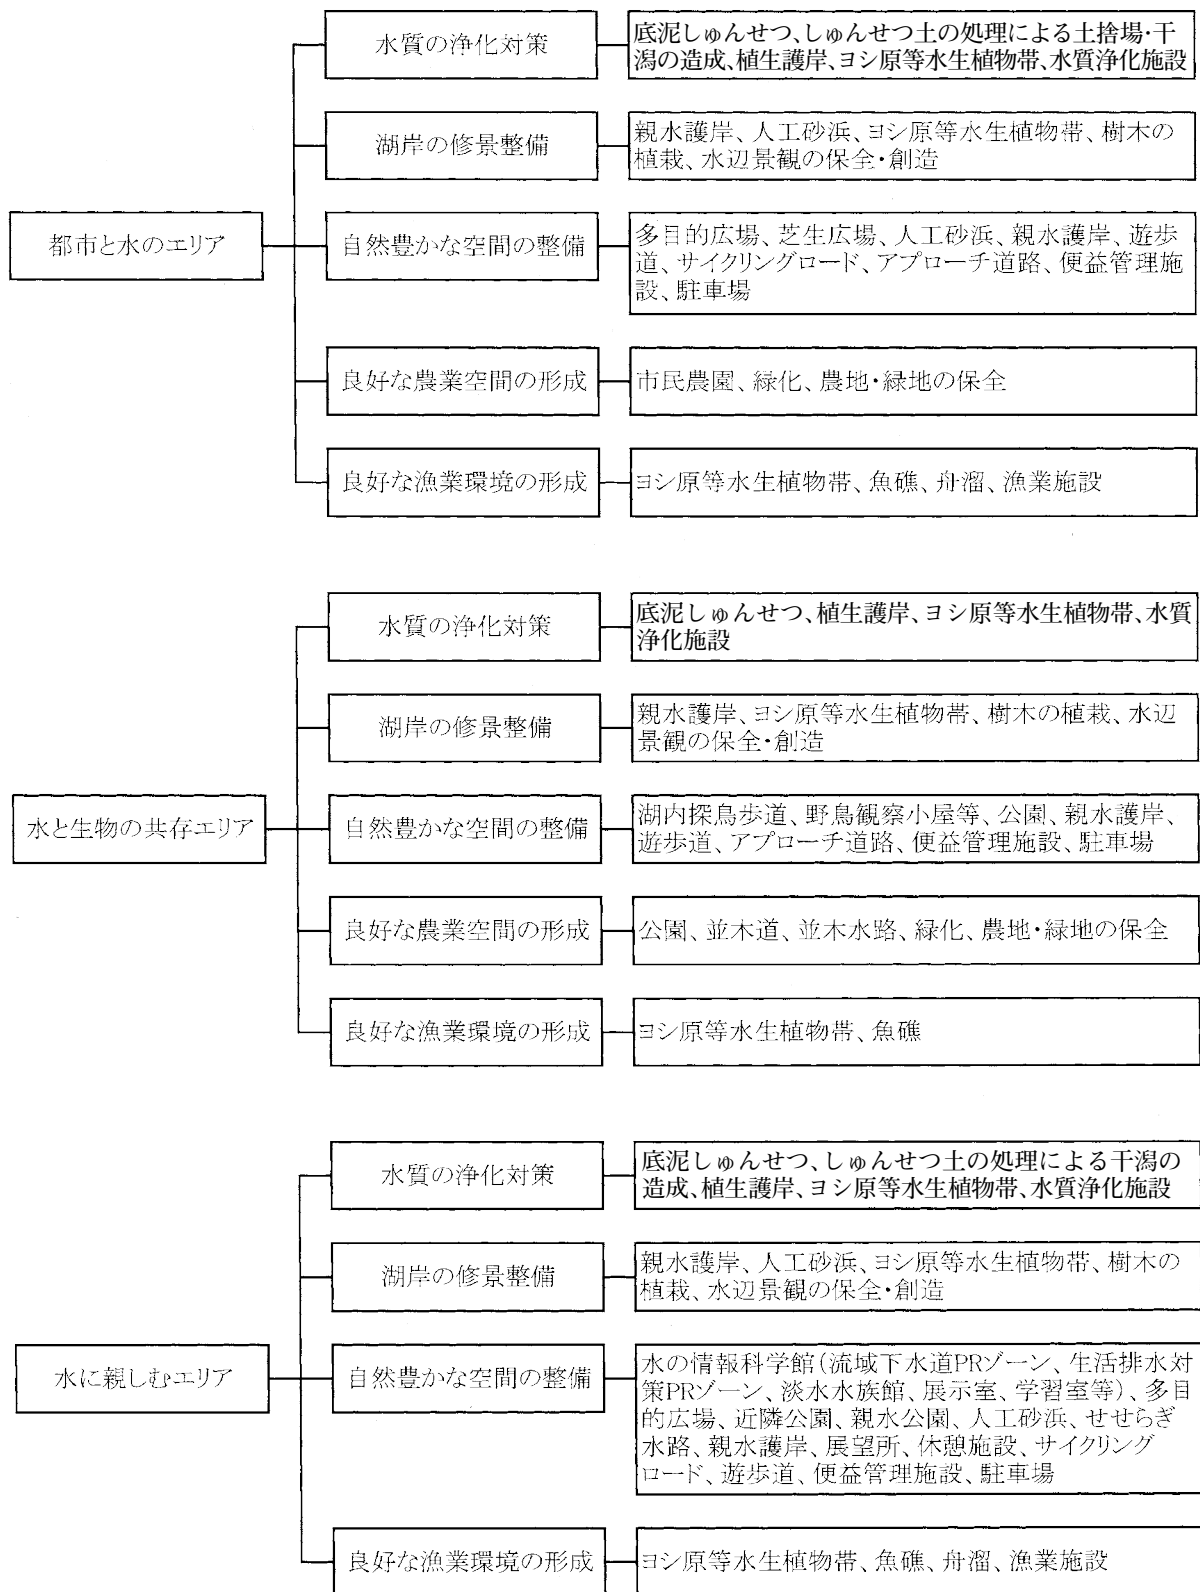 水質の浄化対策
底泥しゅんせつ、しゅんせつ土の処理による土捨場・干
潟の造成、植生護岸、ヨシ原等水生植物帯、水質浄化施設
湖岸の修景整備
親水護岸、人工砂浜、ヨシ原等水生植物帯、樹木の
植栽、水辺景観の保全・創造
都市と水のエリア
自然豊かな空間の整備
多目的広場、芝生広場、人工砂浜、親水護岸、遊歩
道、サイクリングロード、アプローチ道路、便益管理施
設、駐車場
良好な農業空間の形成
市民農園、緑化、農地・緑地の保全
良好な漁業環境の形成
ヨシ原等水生植物帯、魚礁、舟溜、漁業施設
水質の浄化対策
底泥しゅんせつ、植生護岸、ヨシ原等水生植物帯、水質
浄化施設
湖岸の修景整備
親水護岸、ヨシ原等水生植物帯、樹木の植栽、水辺
景観の保全・創造
水と生物の共存エリア
自然豊かな空間の整備
湖内探鳥歩道、野鳥観察小屋等、公園、親水護岸、
遊歩道、アプローチ道路、便益管理施設、駐車場
良好な農業空間の形成
公園、並木道、並木水路、緑化、農地・緑地の保全
良好な漁業環境の形成
ヨシ原等水生植物帯、魚礁
水質の浄化対策
底泥しゅんせつ、しゅんせつ土の処理による干潟の
造成、植生護岸、ヨシ原等水生植物帯、水質浄化施設
湖岸の修景整備
親水護岸、人工砂浜、ヨシ原等水生植物帯、樹木の
植栽、水辺景観の保全・創造
水に親しむエリア
自然豊かな空間の整備
水の情報科学館(流域下水道PRゾーン、生活排水対
策PRゾーン、淡水水族館、展示室、学習室等)、多目
的広場、近隣公園、親水公園、人工砂浜、せせらぎ
水路、親水護岸、展望所、休憩施設、サイクリング
ロード、遊歩道、便益管理施設、駐車場
良好な漁業環境の形成
ヨシ原等水生植物帯、魚礁、舟溜、漁業施設